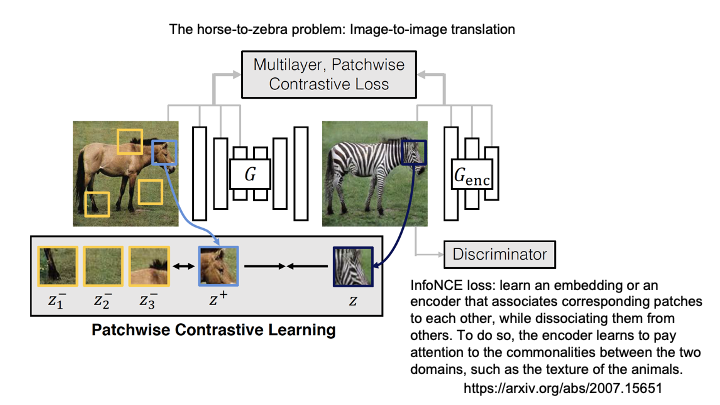 The horse-to-zebra problem: Image-to-image translation
Multilayer, Patchwise
Contrastive Loss
G
G_enc
Discriminator
z_1^- z_2^- z_3^- z^+ z
Patchwise Contrastive Learning
InfoNCE loss: learn an embedding or an
encoder that associates corresponding patches
to each other, while dissociating them from
others. To do so, the encoder learns to pay
attention to the commonalities between the two
domains, such as the texture of the animals.
https://arxiv.org/abs/2007.15651